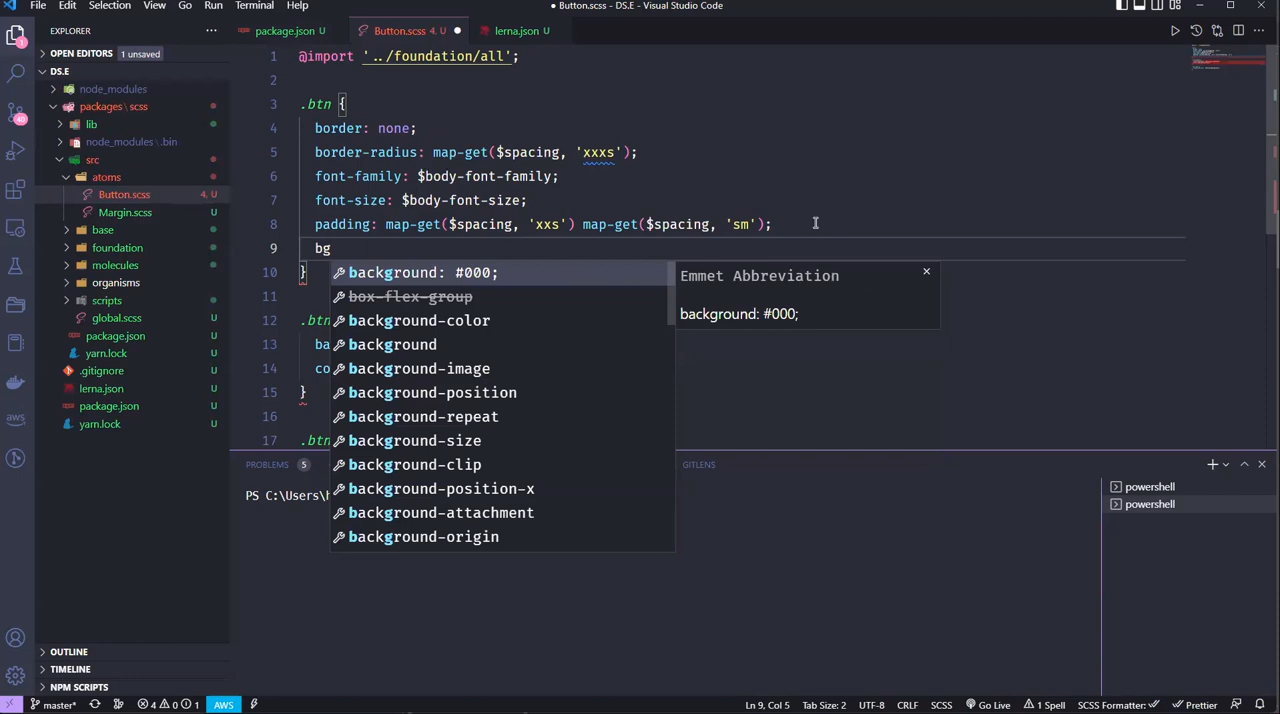 File Edit Selection View Go Run Terminal Help
● Button.scss - DS.E - Visual Studio Code
EXPLORER
package.json U
Button.scss 4, U
lerna.json U
OPEN EDITORS 1 unsaved
DS.E
node_modules
packages \ scss
lib
node_modules \ .bin
src
atoms
Button.scss 4, U
Margin.scss U
base
foundation
molecules
organisms
scripts
global.scss U
package.json U
yarn.lock U
.gitignore U
lerna.json U
package.json U
yarn.lock U
OUTLINE
TIMELINE
NPM SCRIPTS
1 @import '../foundation/all';
2
3 .btn {
4 border: none;
5 border-radius: map-get($spacing, 'xxxs');
6 font-family: $body-font-family;
7 font-size: $body-font-size;
8 padding: map-get($spacing, 'xxs') map-get($spacing, 'sm');
9 bg
10 }
11
12 .btn
13 ba
14 co
15 }
16
17 .btn
background: #000;
box-flex-group
background-color
background
background-image
background-position
background-repeat
background-size
background-clip
background-position-x
background-attachment
background-origin
Emmet Abbreviation
background: #000;
PROBLEMS 5
GITLENS
PS C:\Users\h
powershell
powershell
master* 4 0 1 AWS
Ln 9, Col 5 Tab Size: 2 UTF-8 CRLF SCSS Go Live 1 Spell SCSS Formatter: Prettier